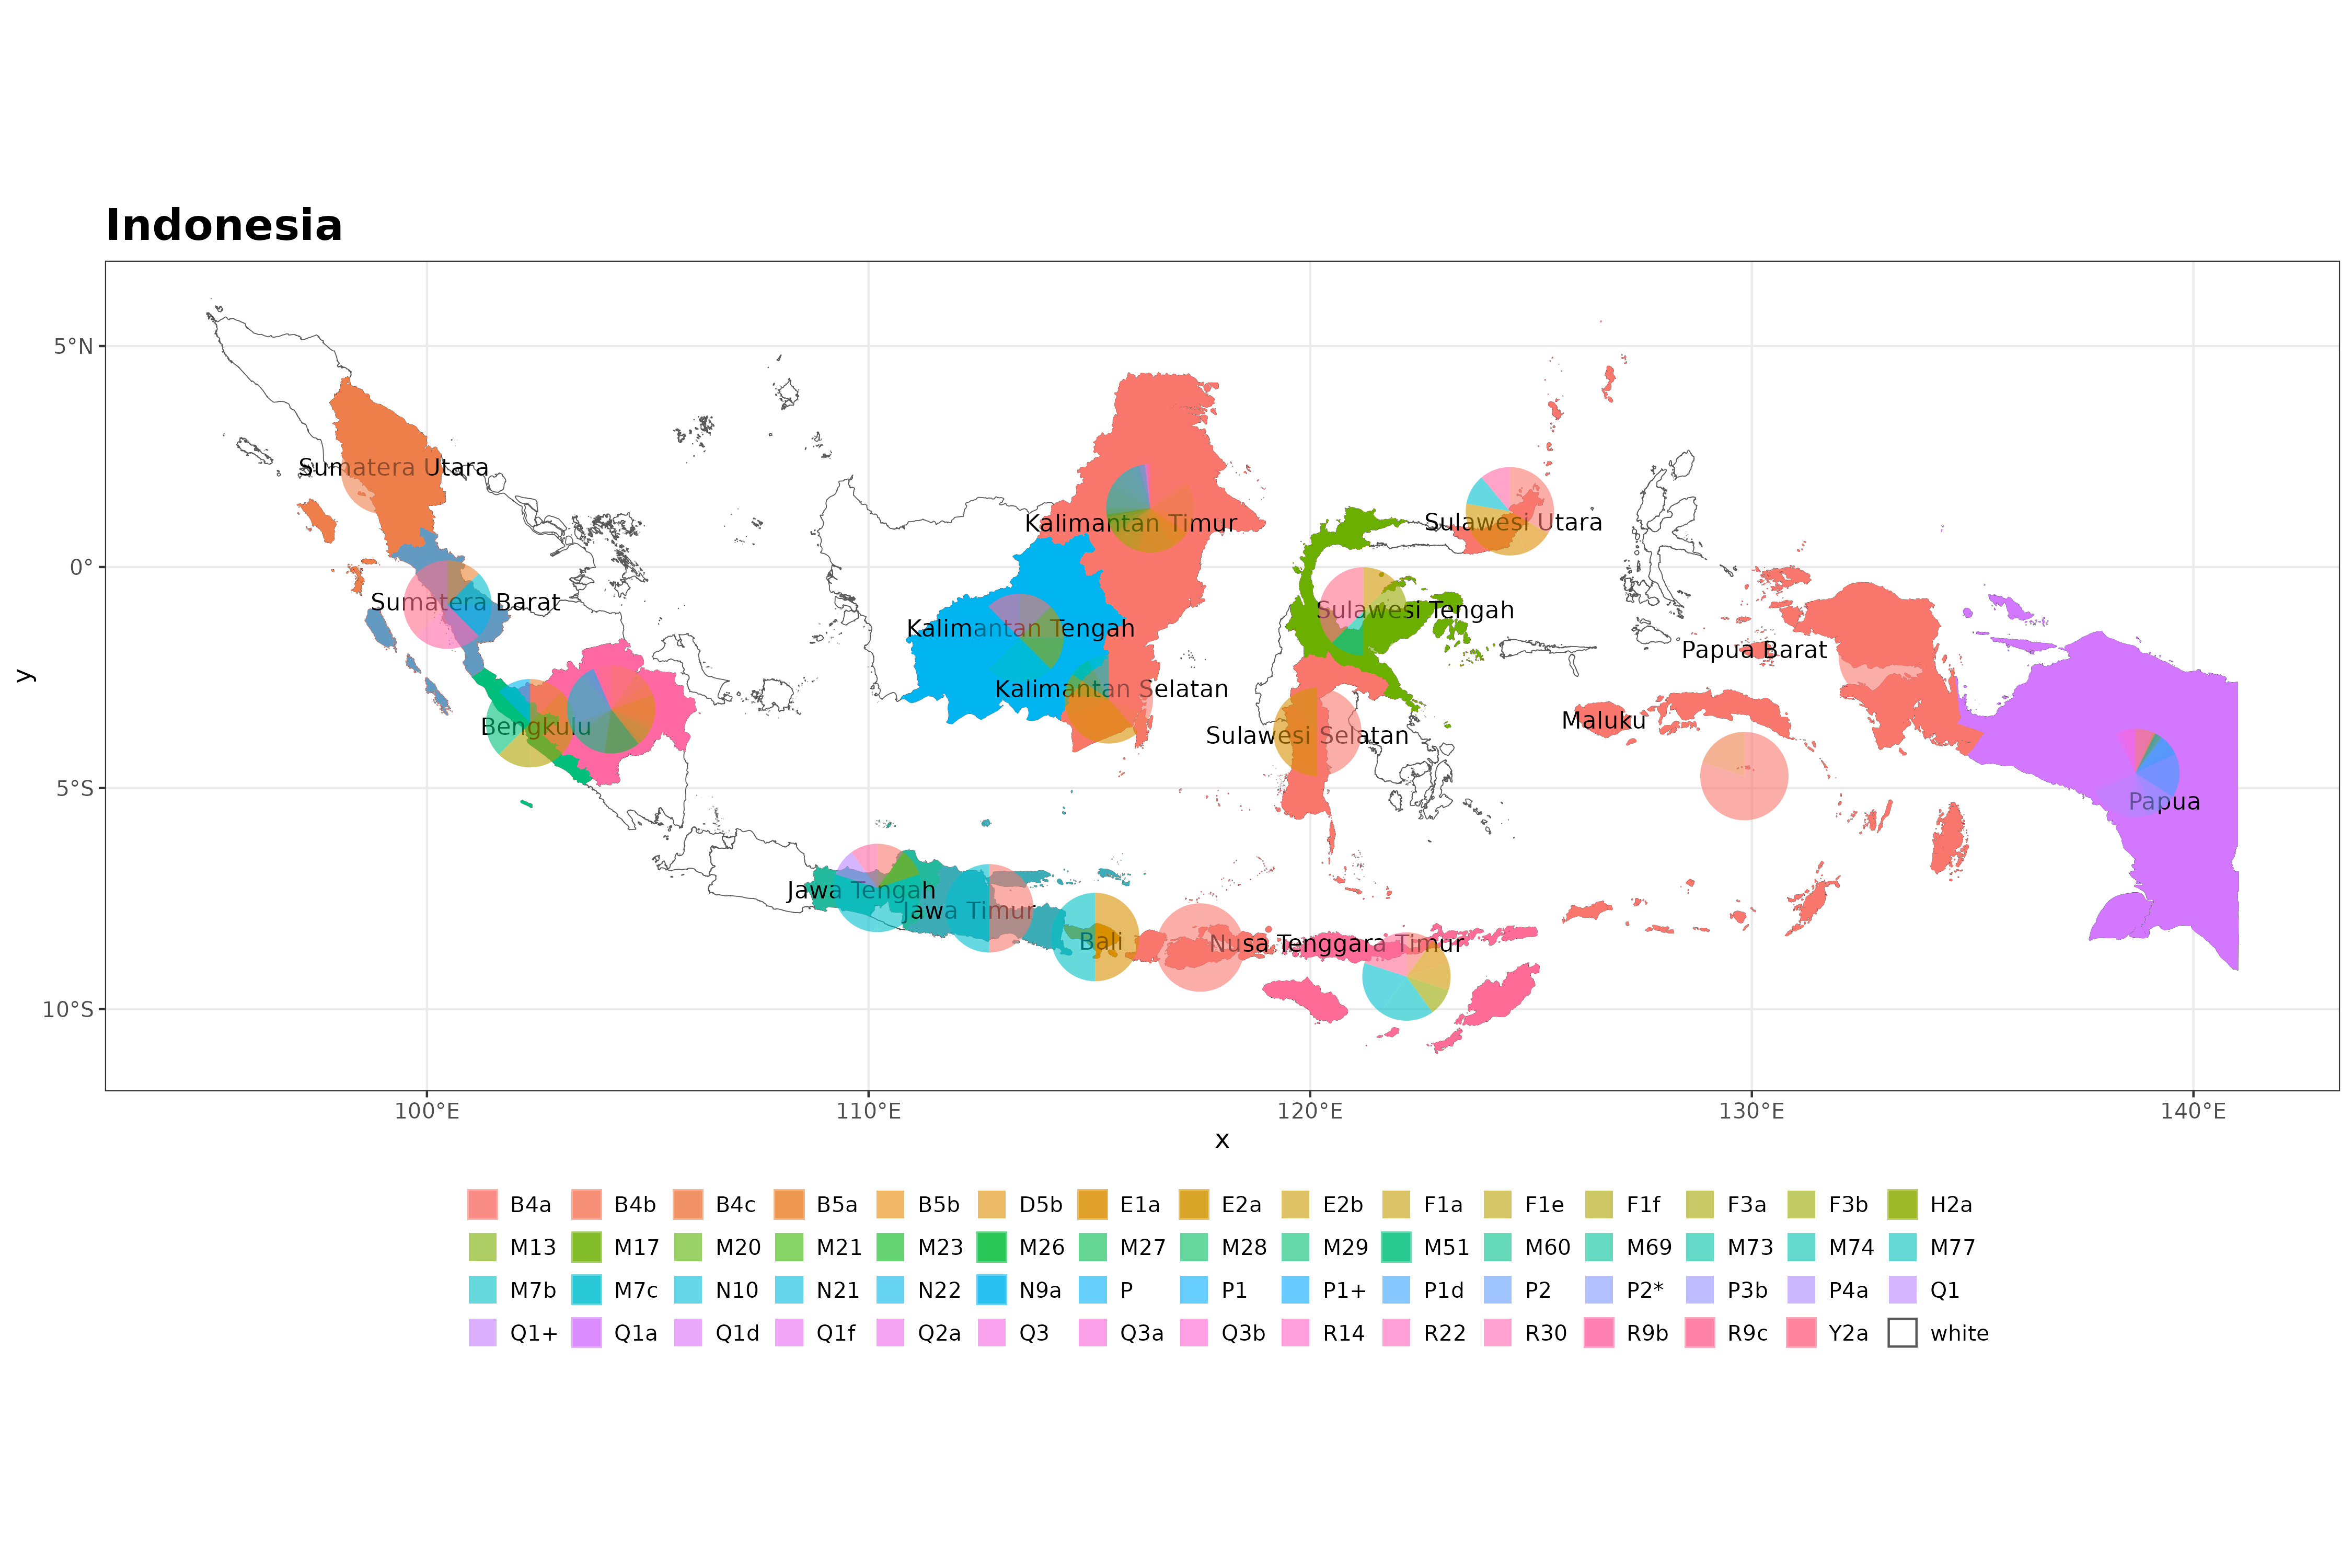 Indonesia
5°N
0°
5°S
10°S
y
Sumatera Utara
Kalimantan Timur
Sulawesi Utara
Sumatera Barat
Sulawesi Tengah
Kalimantan Tengah
Papua Barat
Kalimantan Selatan
Bengkulu
Maluku
Sulawesi Selatan
Papua
Jawa Tengah
Jawa Timur
Bali
Nusa Tenggara Timur
100°E 110°E 120°E 130°E 140°E
x
B4a B4b B4c B5a B5b D5b E1a E2a E2b F1a F1e F1f F3a F3b H2a
M13 M17 M20 M21 M23 M26 M27 M28 M29 M51 M60 M69 M73 M74 M77
M7b M7c N10 N21 N22 N9a P P1 P1+ P1d P2 P2* P3b P4a Q1
Q1+ Q1a Q1d Q1f Q2a Q3 Q3a Q3b R14 R22 R30 R9b R9c Y2a white